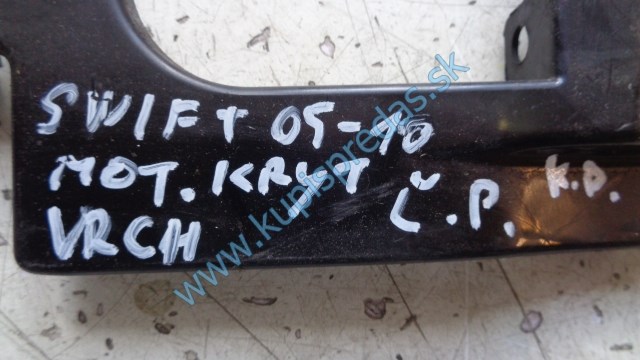 SWIFT 05-10
MOT. KRYT Č.P. K.D.
VRCH
www.kupispredas.sk